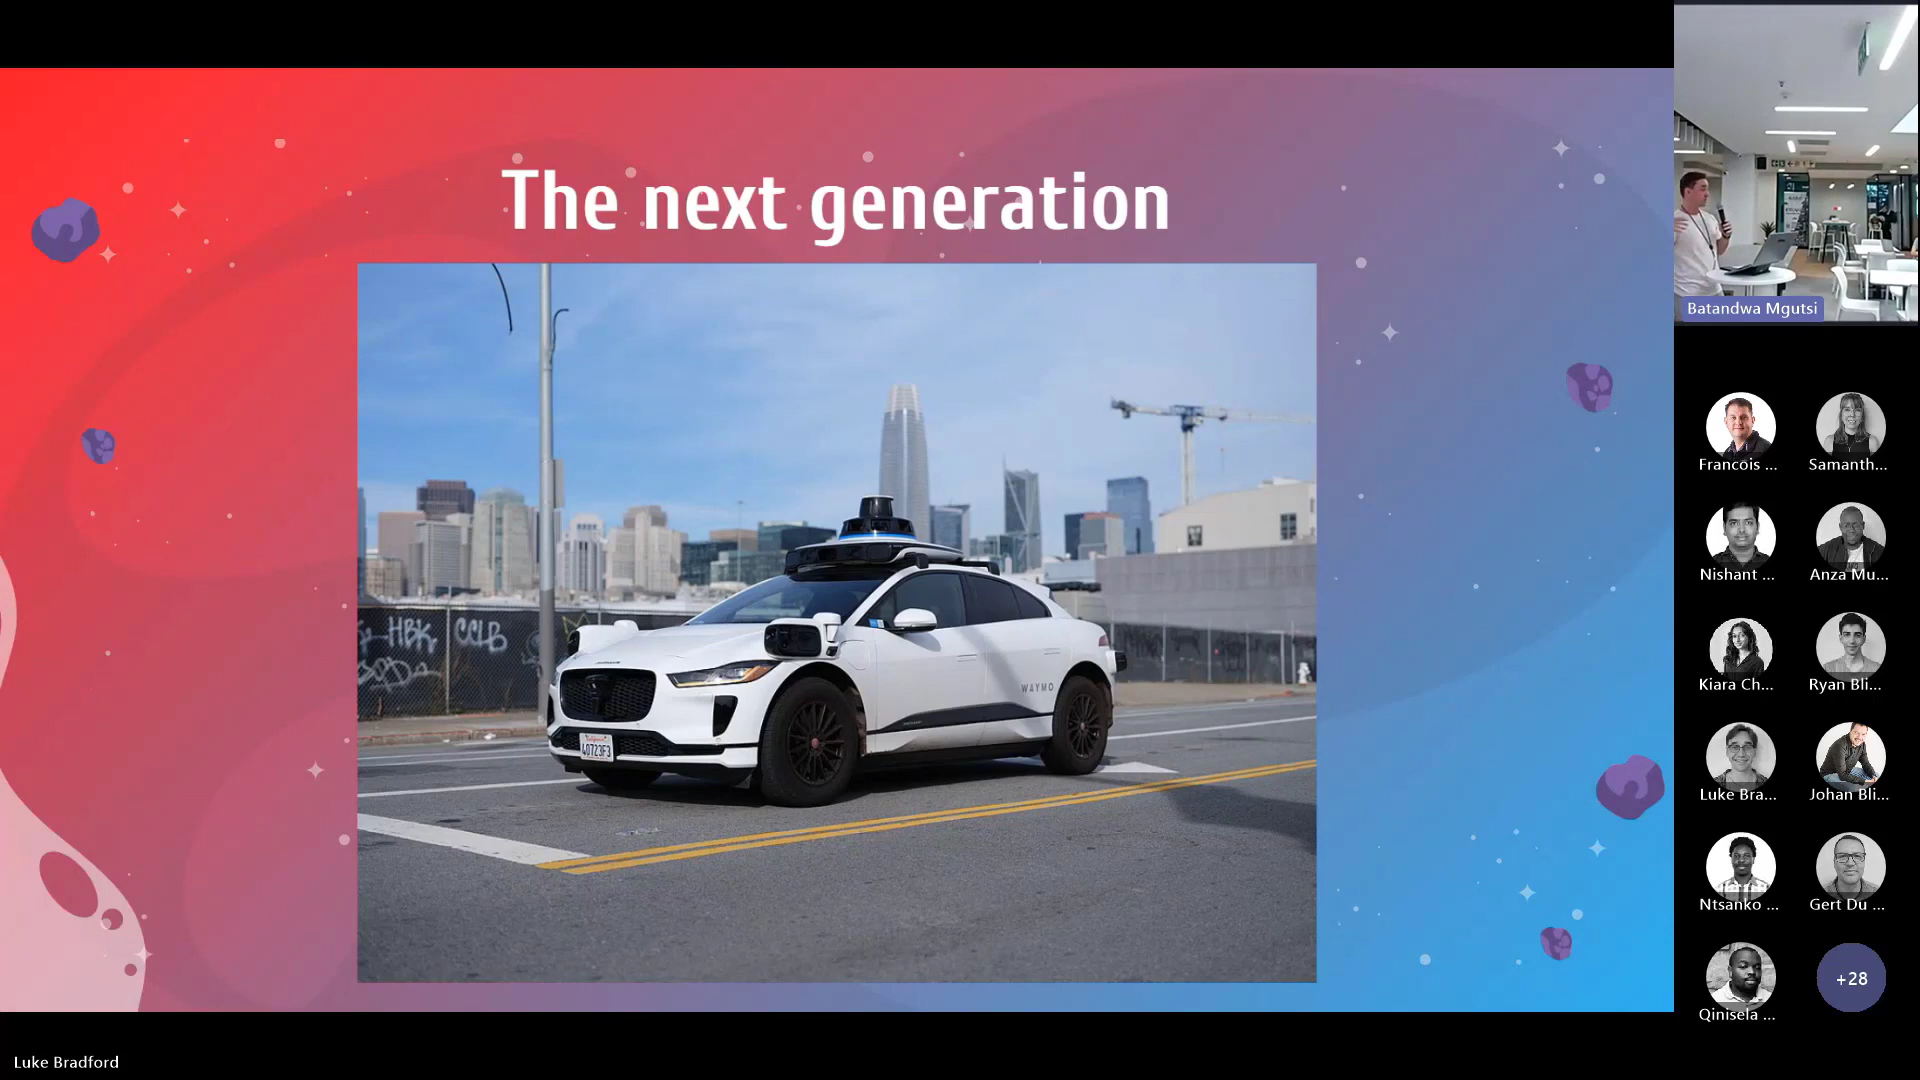 The next generation
HBK
CCLB
WAYMO
40723F3
Batandwa Mgutsi
Francois ...
Samanth...
Nishant ...
Anza Mu...
Kiara Ch...
Ryan Bli...
Luke Bra...
Johan Bli...
Ntsanko ...
Gert Du ...
Qinisela ...
+28
Luke Bradford